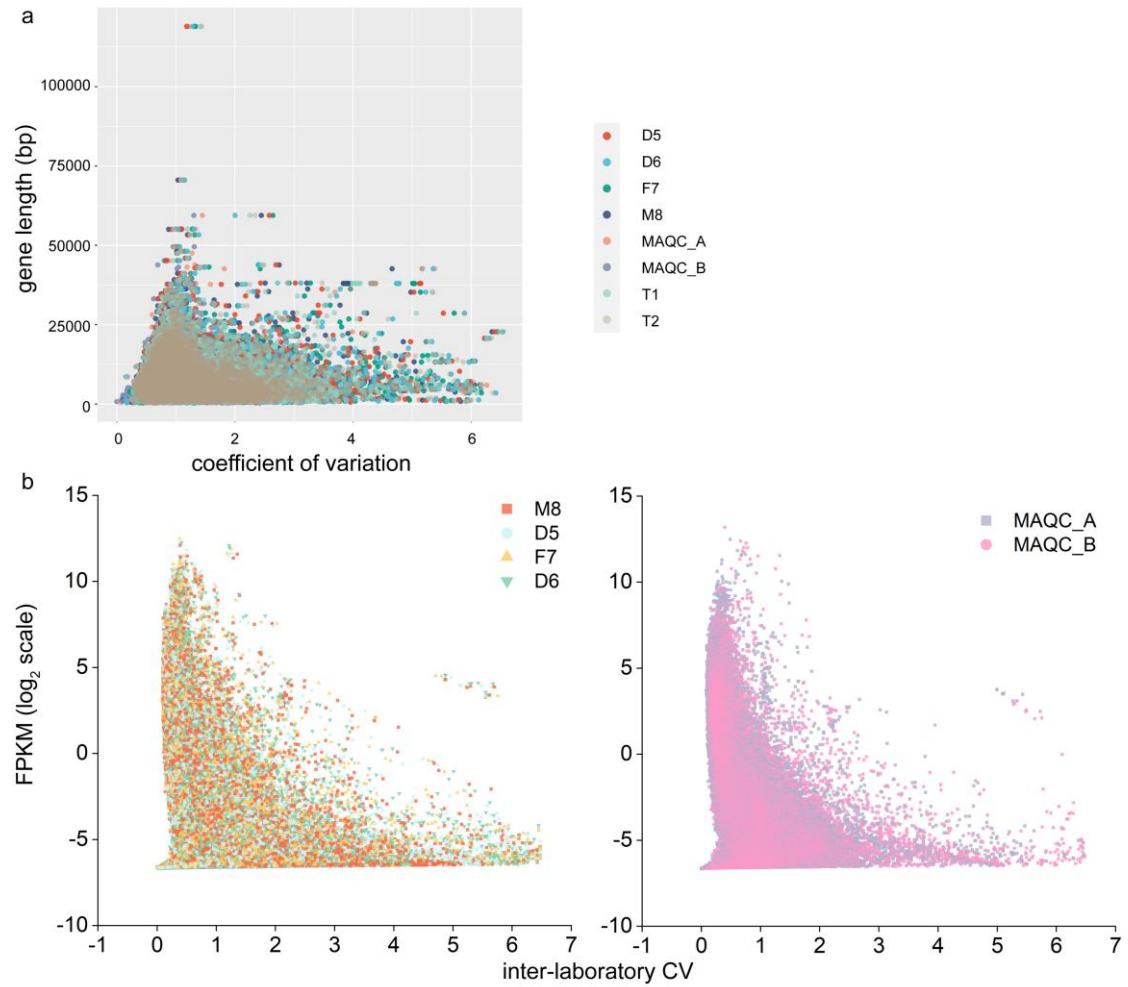 a
gene length (bp)
100000
75000
50000
25000
0
0 2 4 6
coefficient of variation
D5
D6
F7
M8
MAQC_A
MAQC_B
T1
T2
b
FPKM (log₂ scale)
15
10
5
0
-5
-10
-1 0 1 2 3 4 5 6 7
M8
D5
F7
D6
15
10
5
0
-5
-10
-1 0 1 2 3 4 5 6 7
MAQC_A
MAQC_B
inter-laboratory CV